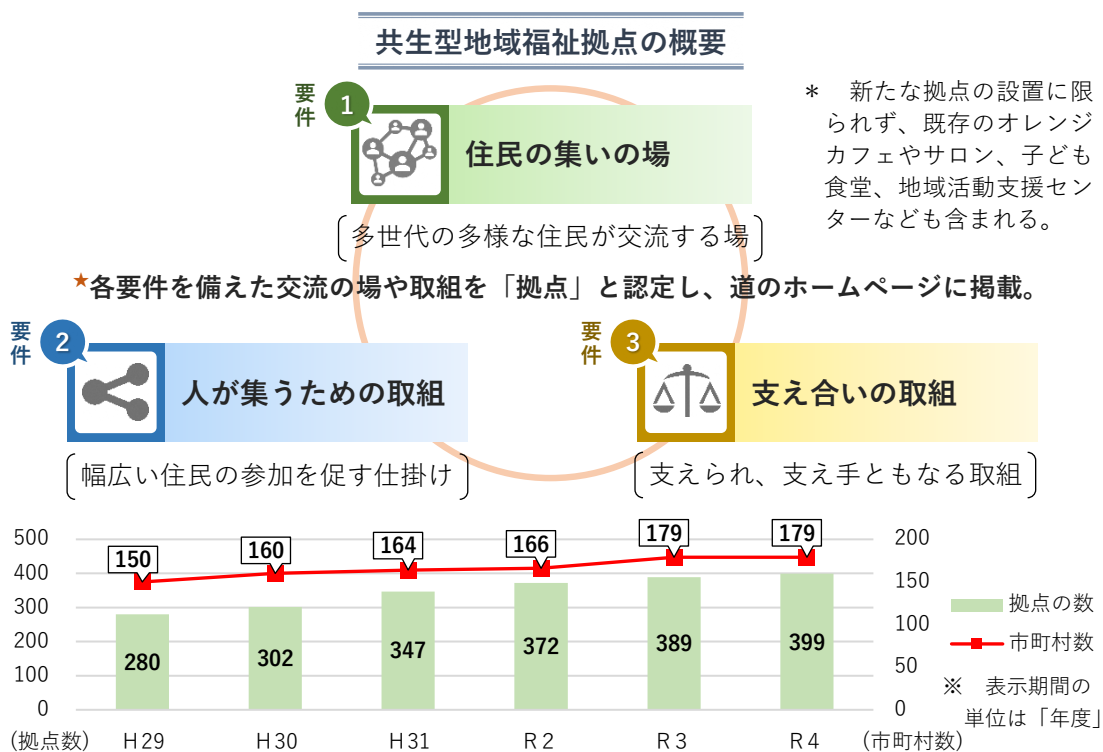 共生型地域福祉拠点の概要
要件
1
住民の集いの場
多世代の多様な住民が交流する場
＊　新たな拠点の設置に限
られず、既存のオレンジ
カフェやサロン、子ども
食堂、地域活動支援セン
ターなども含まれる。
★各要件を備えた交流の場や取組を「拠点」と認定し、道のホームページに掲載。
要件
2
人が集うための取組
幅広い住民の参加を促す仕掛け
要件
3
支え合いの取組
支えられ、支え手ともなる取組
500
400
300
200
100
0
(拠点数)
150
160
164
166
179
179
280
302
347
372
389
399
H29
H30
H31
R2
R3
R4
200
150
100
50
0
(市町村数)
拠点の数
市町村数
※　表示期間の
単位は「年度」